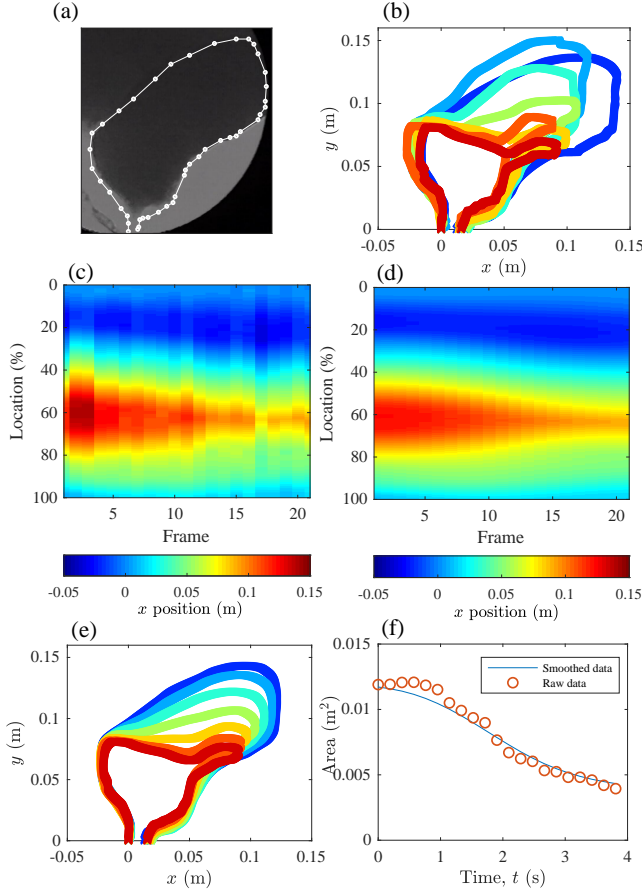 (a)
(b)
0.15
0.1
0.05
0
y (m)
-0.05 0 0.05 0.1 0.15
x (m)
(c)
0
20
40
60
80
100
Location (%)
5 10 15 20
Frame
-0.05 0 0.05 0.1 0.15
x position (m)
(d)
0
20
40
60
80
100
Location (%)
5 10 15 20
Frame
-0.05 0 0.05 0.1 0.15
x position (m)
(e)
0.15
0.1
0.05
0
y (m)
-0.05 0 0.05 0.1 0.15
x (m)
(f)
0.015
0.01
0.005
0
Area (m²)
Smoothed data
Raw data
0 1 2 3 4
Time, t (s)